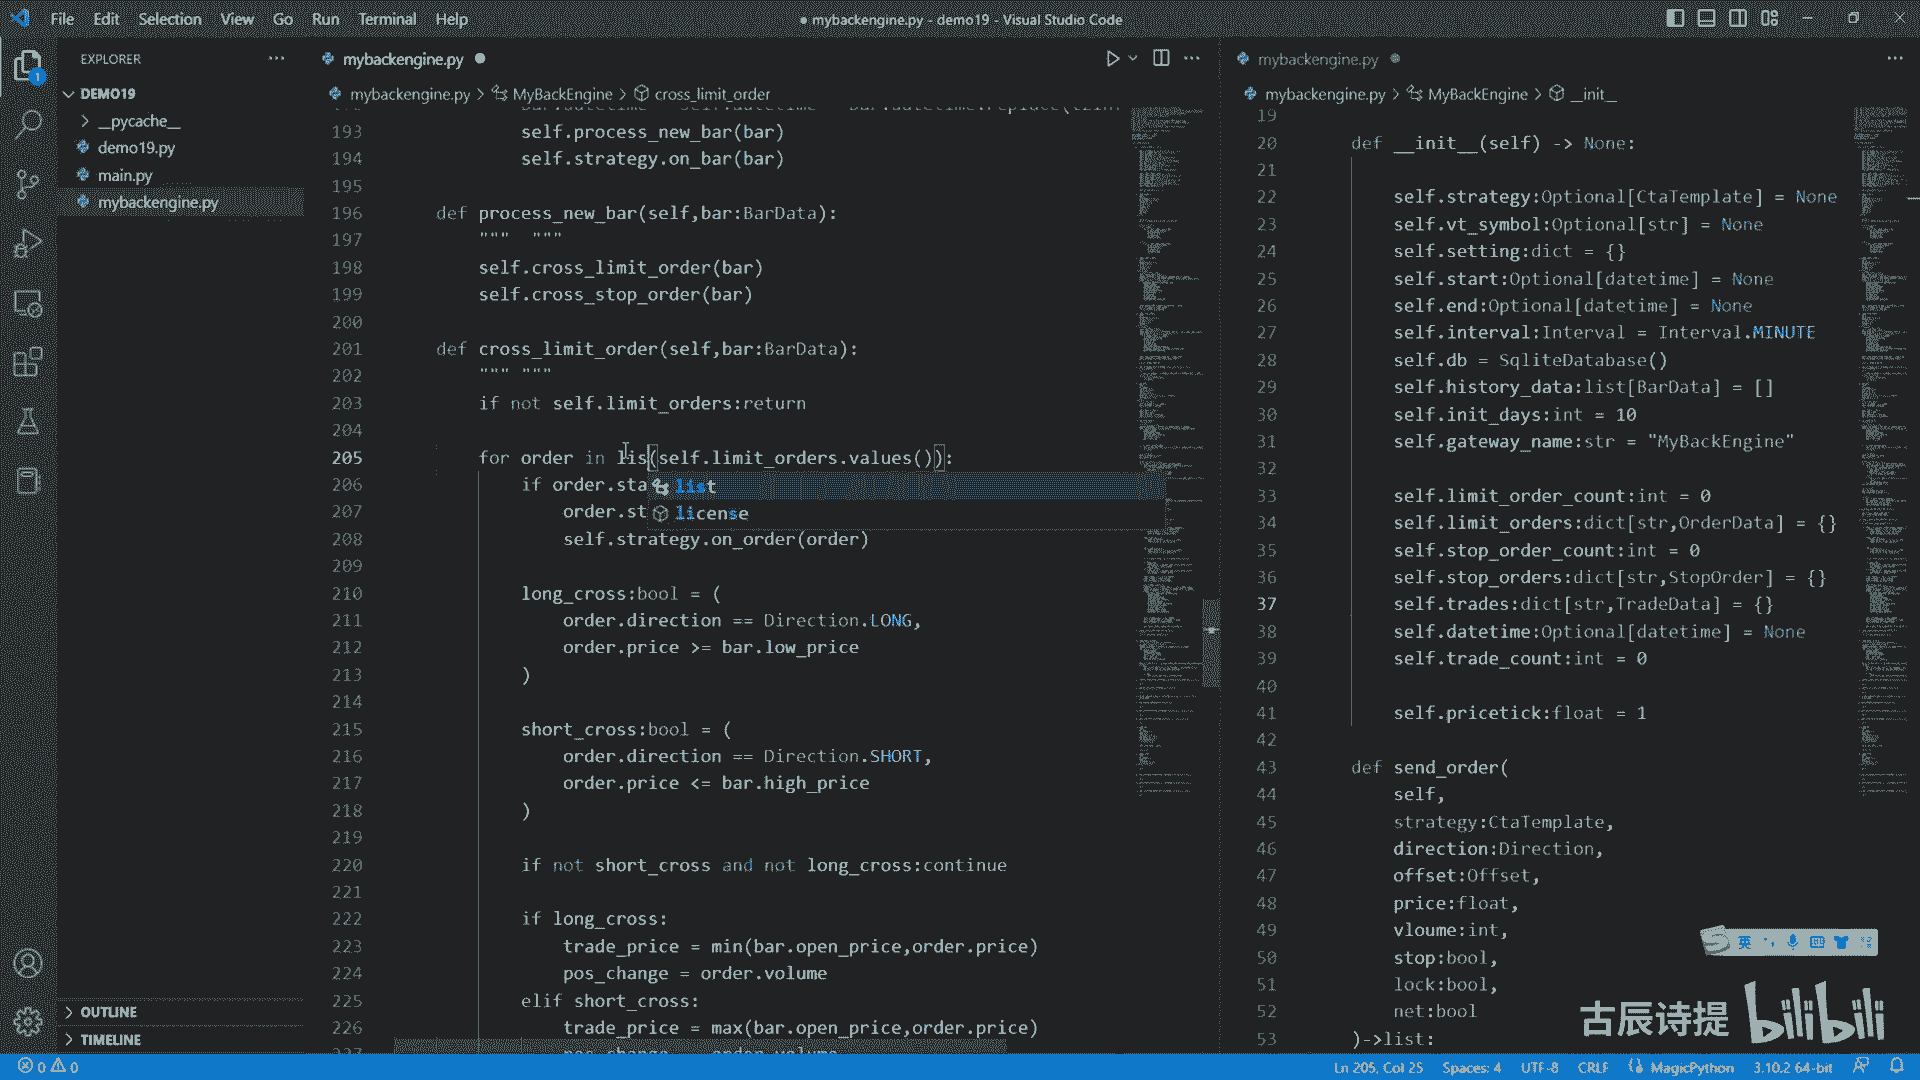 File Edit Selection View Go Run Terminal Help
● mybackengine.py - demo19 - Visual Studio Code
EXPLORER
DEMO19
__pycache__
demo19.py
main.py
mybackengine.py
OUTLINE
TIMELINE
mybackengine.py
mybackengine.py > MyBackEngine > cross_limit_order
193 self.process_new_bar(bar)
194 self.strategy.on_bar(bar)
195
196 def process_new_bar(self,bar:BarData):
197 """  """
198 self.cross_limit_order(bar)
199 self.cross_stop_order(bar)
200
201 def cross_limit_order(self,bar:BarData):
202 """ """
203 if not self.limit_orders:return
204
205 for order in lis(self.limit_orders.values()):
206 if order.sta
207 order.st
208 self.strategy.on_order(order)
209
210 long_cross:bool = (
211 order.direction == Direction.LONG,
212 order.price >= bar.low_price
213 )
214
215 short_cross:bool = (
216 order.direction == Direction.SHORT,
217 order.price <= bar.high_price
218 )
219
220 if not short_cross and not long_cross:continue
221
222 if long_cross:
223 trade_price = min(bar.open_price,order.price)
224 pos_change = order.volume
225 elif short_cross:
226 trade_price = max(bar.open_price,order.price)
list
license
mybackengine.py
mybackengine.py > MyBackEngine > __init__
19
20 def __init__(self) -> None:
21
22 self.strategy:Optional[CtaTemplate] = None
23 self.vt_symbol:Optional[str] = None
24 self.setting:dict = {}
25 self.start:Optional[datetime] = None
26 self.end:Optional[datetime] = None
27 self.interval:Interval = Interval.MINUTE
28 self.db = SqliteDatabase()
29 self.history_data:list[BarData] = []
30 self.init_days:int = 10
31 self.gateway_name:str = "MyBackEngine"
32
33 self.limit_order_count:int = 0
34 self.limit_orders:dict[str,OrderData] = {}
35 self.stop_order_count:int = 0
36 self.stop_orders:dict[str,StopOrder] = {}
37 self.trades:dict[str,TradeData] = {}
38 self.datetime:Optional[datetime] = None
39 self.trade_count:int = 0
40
41 self.pricetick:float = 1
42
43 def send_order(
44 self,
45 strategy:CtaTemplate,
46 direction:Direction,
47 offset:Offset,
48 price:float,
49 vloume:int,
50 stop:bool,
51 lock:bool,
52 net:bool
53 )->list:
英
古辰诗提 bilibili
0 0
Ln 205, Col 25 Spaces: 4 UTF-8 CRLF MagicPython 3.10.2 64-bit